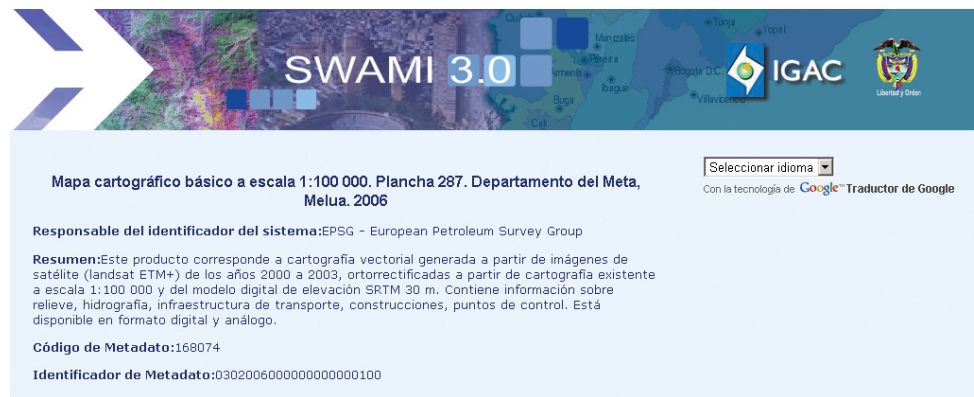 SWAMI 3.0
Manizales
Tunja
Yopal
Pereira
Armenia
Ibague
Bogota D.C.
Villavicencio
Buga
Cali
IGAC
Libertad y Orden
Seleccionar idioma
Con la tecnología de Google™ Traductor de Google
Mapa cartográfico básico a escala 1:100 000. Plancha 287. Departamento del Meta,
Melua. 2006
Responsable del identificador del sistema:EPSG - European Petroleum Survey Group
Resumen:Este producto corresponde a cartografía vectorial generada a partir de imágenes de
satélite (landsat ETM+) de los años 2000 a 2003, ortorrectificadas a partir de cartografía existente
a escala 1:100 000 y del modelo digital de elevación SRTM 30 m. Contiene información sobre
relieve, hidrografía, infraestructura de transporte, construcciones, puntos de control. Está
disponible en formato digital y análogo.
Código de Metadato:168074
Identificador de Metadato:0302006000000000000100